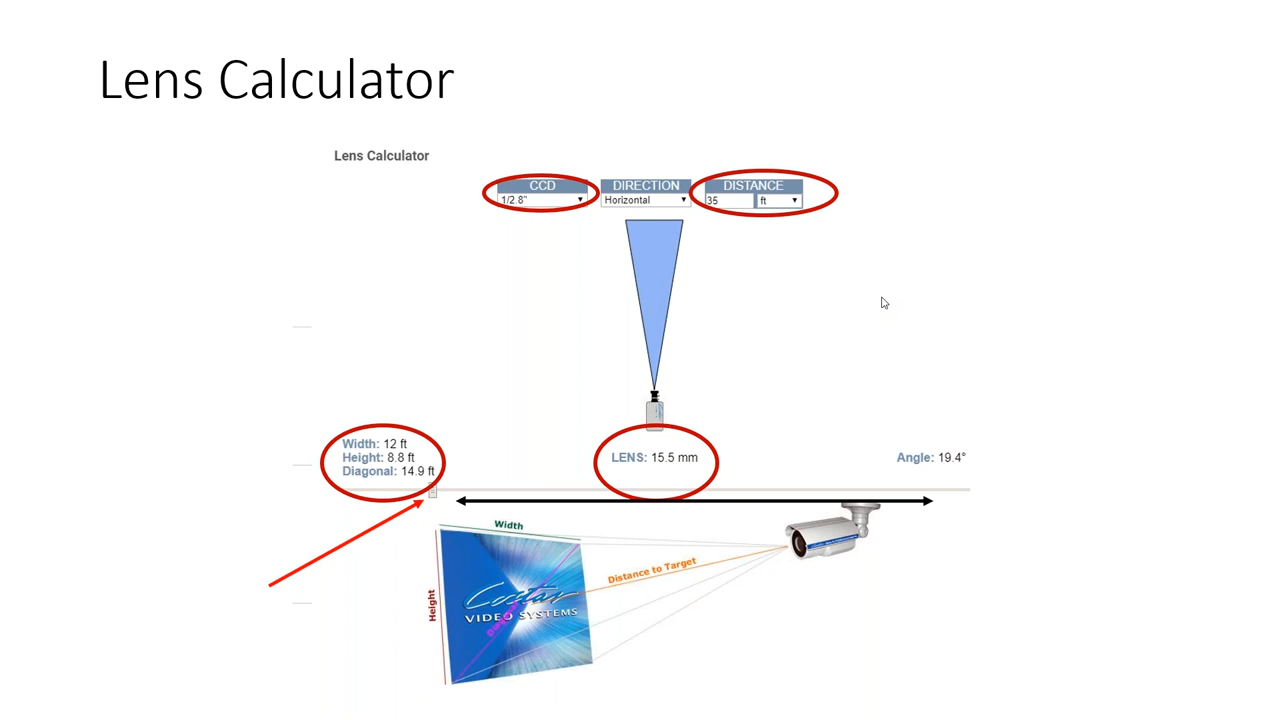 Lens Calculator
Lens Calculator
CCD DIRECTION DISTANCE
1/2.8" Horizontal 35 ft
Width: 12 ft
Height: 8.8 ft
Diagonal: 14.9 ft
LENS: 15.5 mm
Angle: 19.4°
Width
Distance to Target
Height
Costar
VIDEO SYSTEMS
Diagonal